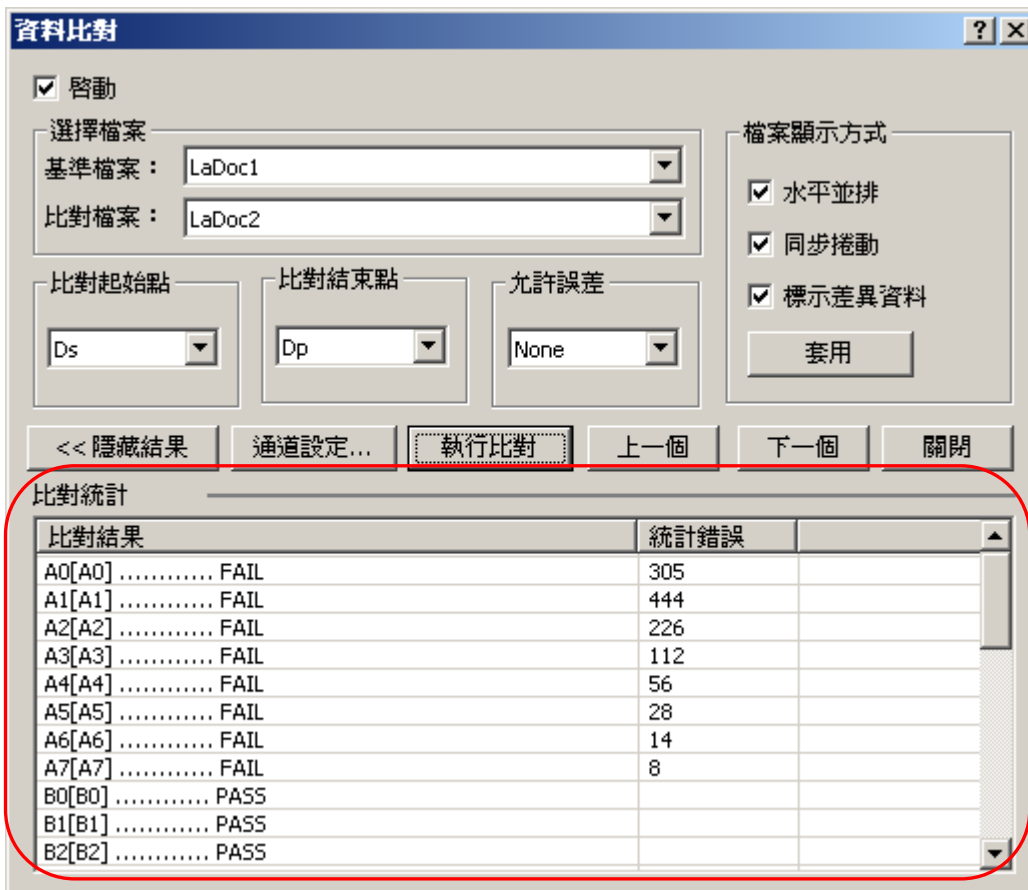 資料比對
啓動
選擇檔案
基準檔案：
LaDoc1
比對檔案：
LaDoc2
檔案顯示方式
水平並排
同步捲動
標示差異資料
套用
比對起始點
Ds
比對結束點
Dp
允許誤差
None
<< 隱藏結果
通道設定...
執行比對
上一個
下一個
關閉
比對統計
比對結果 統計錯誤
A0[A0] ............ FAIL 305
A1[A1] ............ FAIL 444
A2[A2] ............ FAIL 226
A3[A3] ............ FAIL 112
A4[A4] ............ FAIL 56
A5[A5] ............ FAIL 28
A6[A6] ............ FAIL 14
A7[A7] ............ FAIL 8
B0[B0] ............ PASS
B1[B1] ............ PASS
B2[B2] ............ PASS